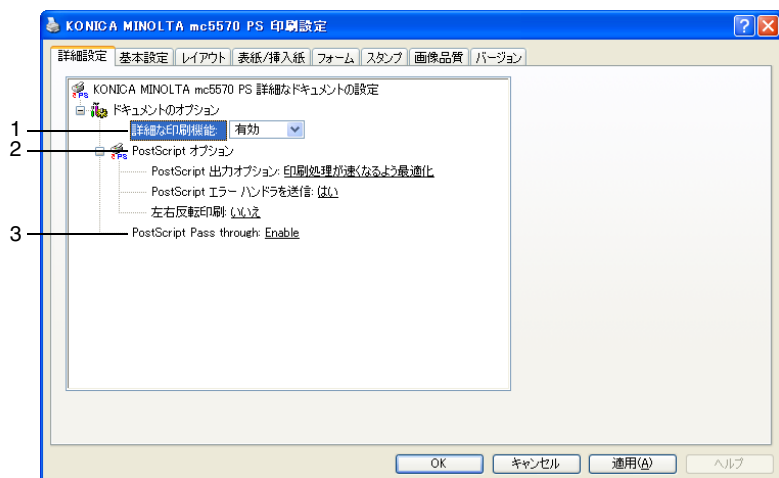 KONICA MINOLTA mc5570 PS 印刷設定
詳細設定 基本設定 レイアウト 表紙/挿入紙 フォーム スタンプ 画像品質 バージョン
KONICA MINOLTA mc5570 PS 詳細なドキュメントの設定
ドキュメントのオプション
1 詳細な印刷機能: 有効
2 PostScript オプション
PostScript 出力オプション: 印刷処理が速くなるよう最適化
PostScript エラー ハンドラを送信: はい
左右反転印刷: いいえ
3 PostScript Pass through: Enable
OK キャンセル 適用(A) ヘルプ